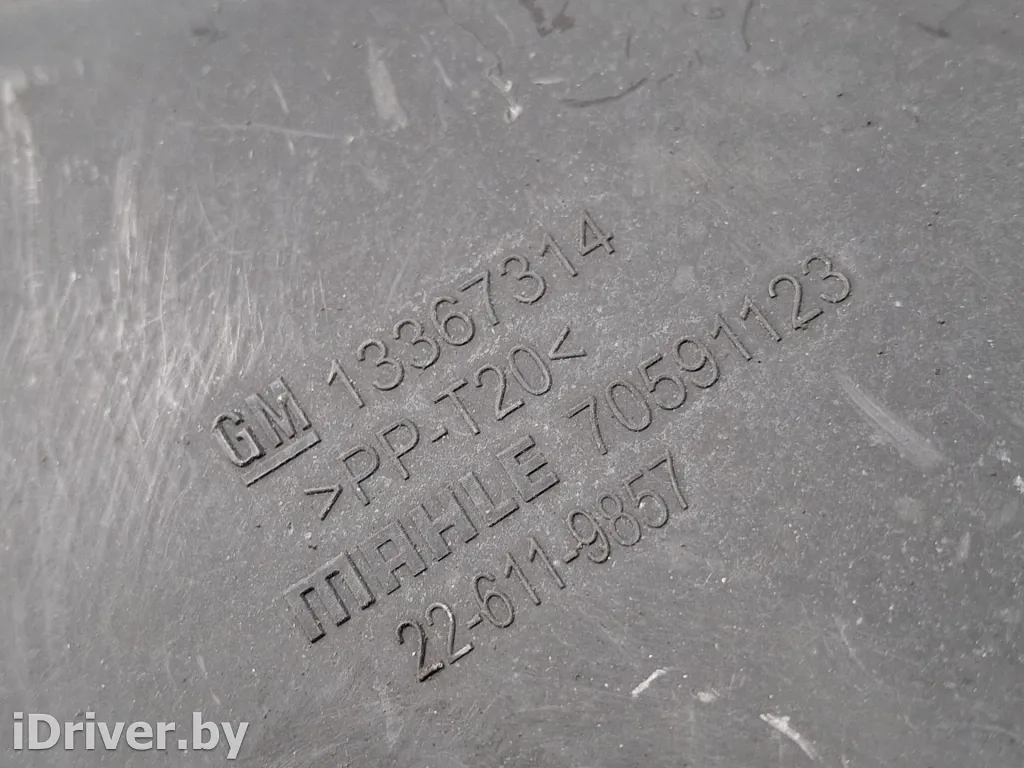 GM 13367314
>PP-T20<
MAHLE 70591123
22-611-9857
iDriver.by